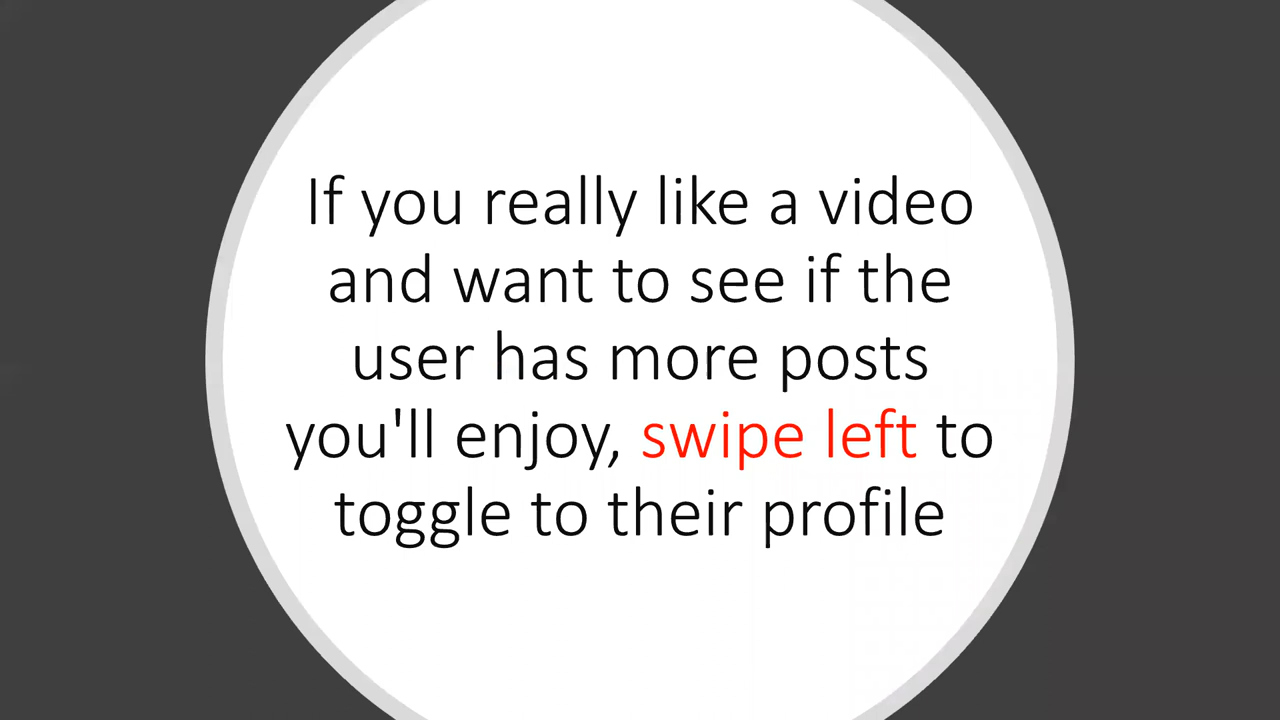 If you really like a video
and want to see if the
user has more posts
you'll enjoy, swipe left to
toggle to their profile